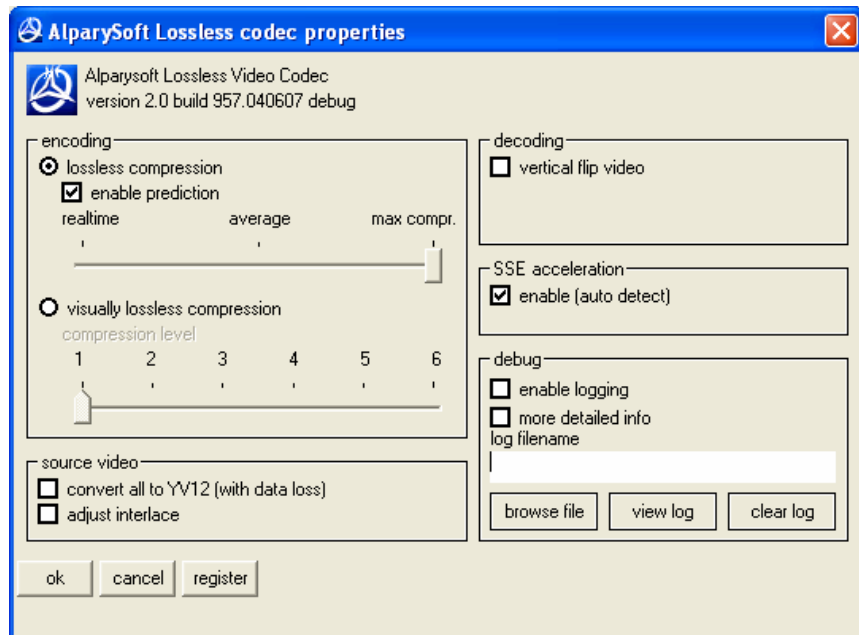 AlparySoft Lossless codec properties
Alparysoft Lossless Video Codec
version 2.0 build 957.040607 debug
encoding
lossless compression
enable prediction
realtime average max compr.
visually lossless compression
compression level
1 2 3 4 5 6
source video
convert all to YV12 (with data loss)
adjust interlace
decoding
vertical flip video
SSE acceleration
enable (auto detect)
debug
enable logging
more detailed info
log filename
browse file view log clear log
ok cancel register